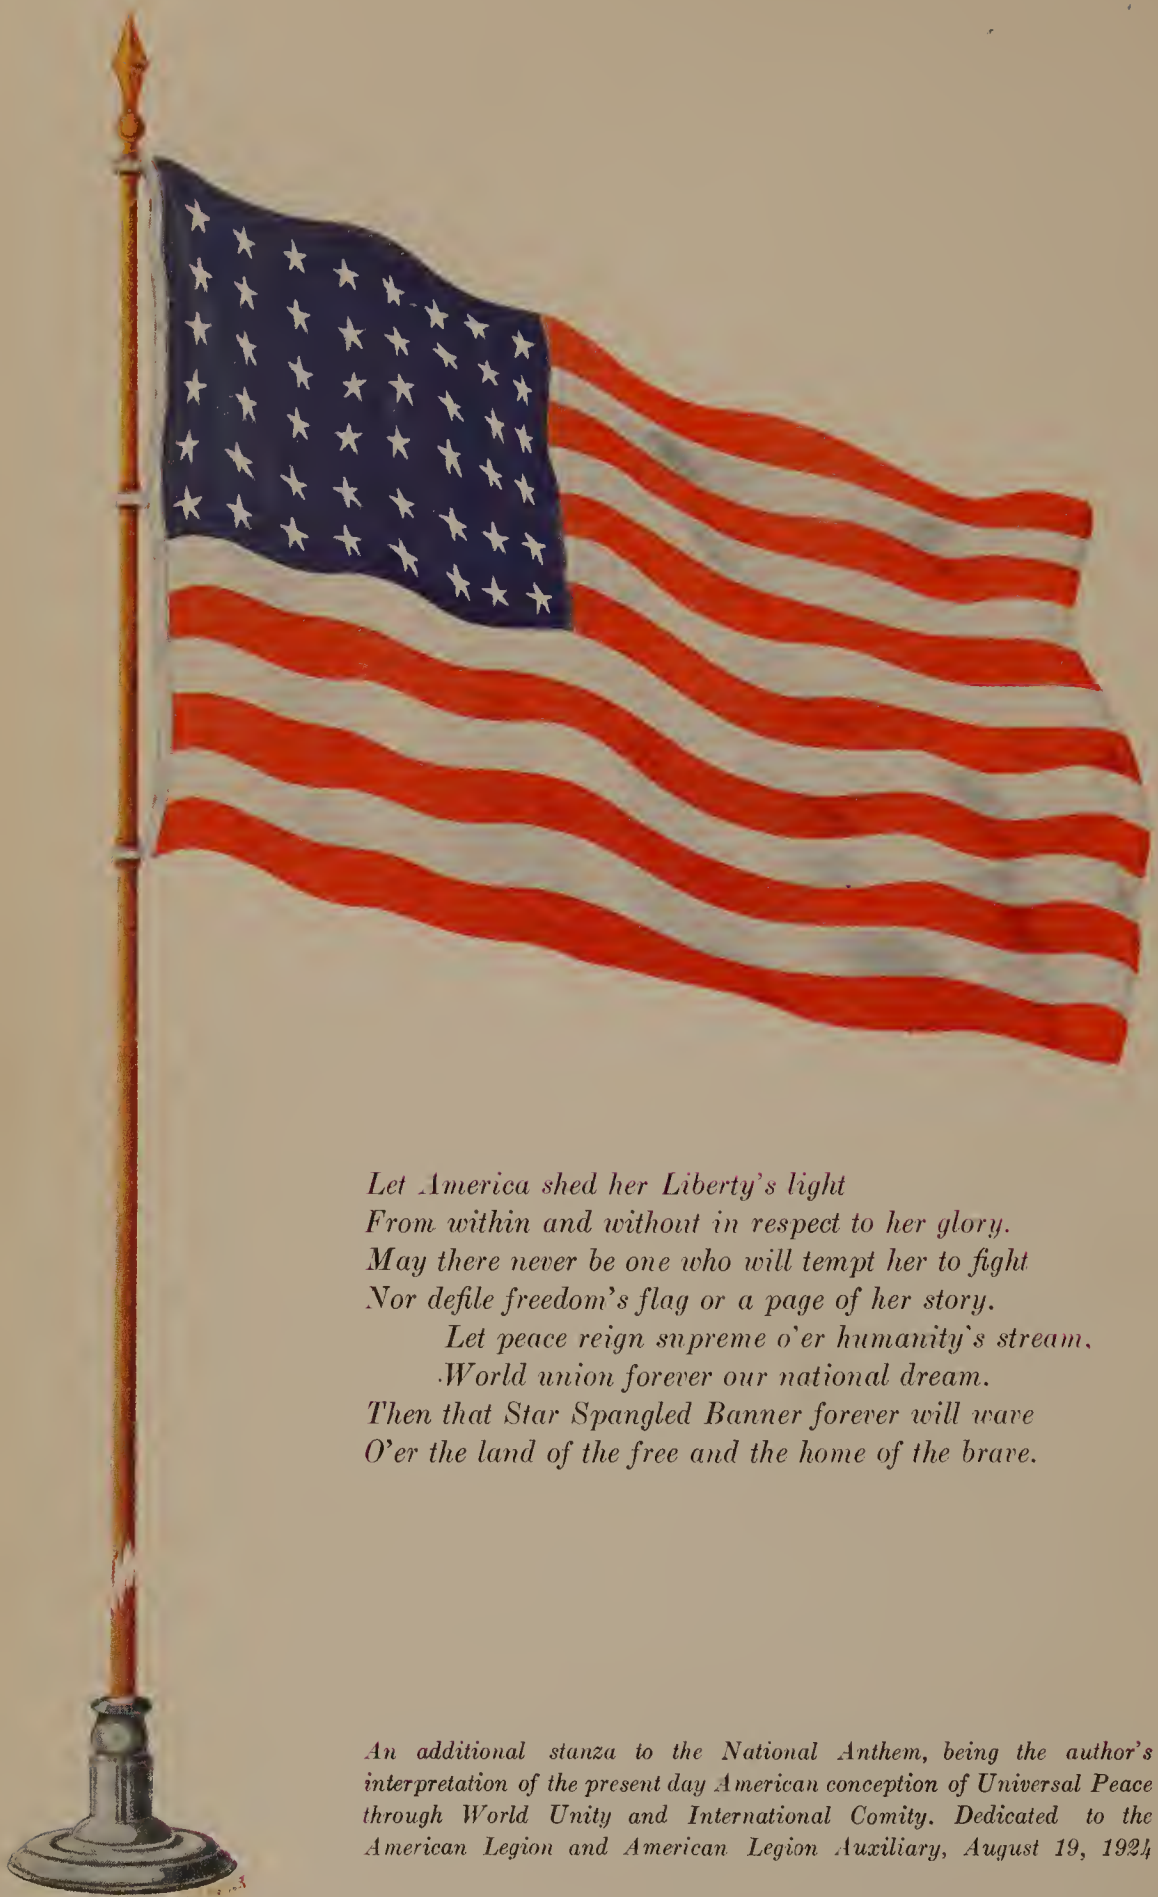 Let America shed her Liberty's light
From within and without in respect to her glory.
May there never be one who will tempt her to fight
Nor defile freedom's flag or a page of her story.
Let peace reign supreme o'er humanity's stream,
World union forever our national dream.
Then that Star Spangled Banner forever will wave
O'er the land of the free and the home of the brave.
An additional stanza to the National Anthem, being the author's
interpretation of the present day American conception of Universal Peace
through World Unity and International Comity. Dedicated to the
American Legion and American Legion Auxiliary, August 19, 1924